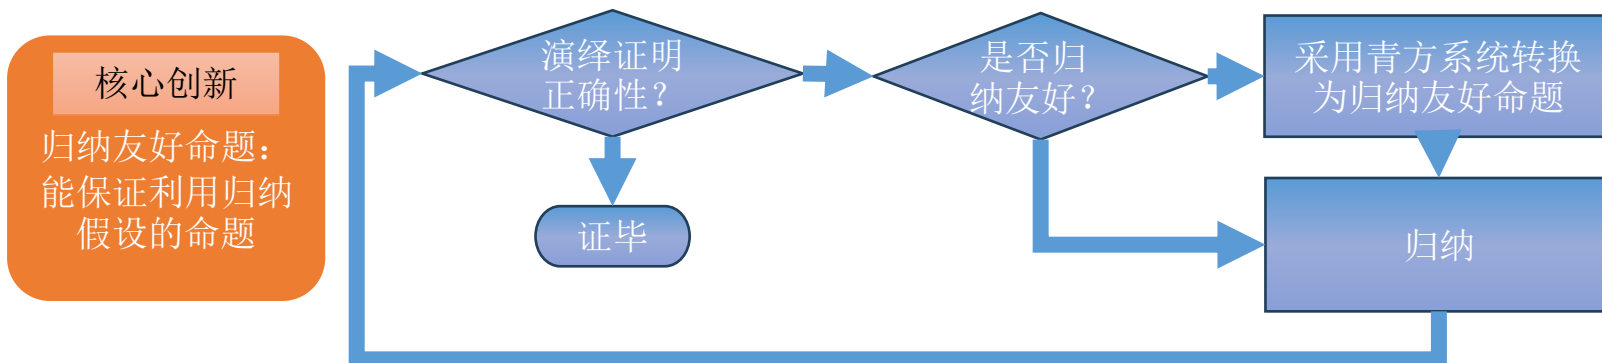 核心创新
归纳友好命题：
能保证利用归纳
假设的命题
演绎证明
正确性？
证毕
是否归
纳友好？
采用青方系统转换
为归纳友好命题
归纳